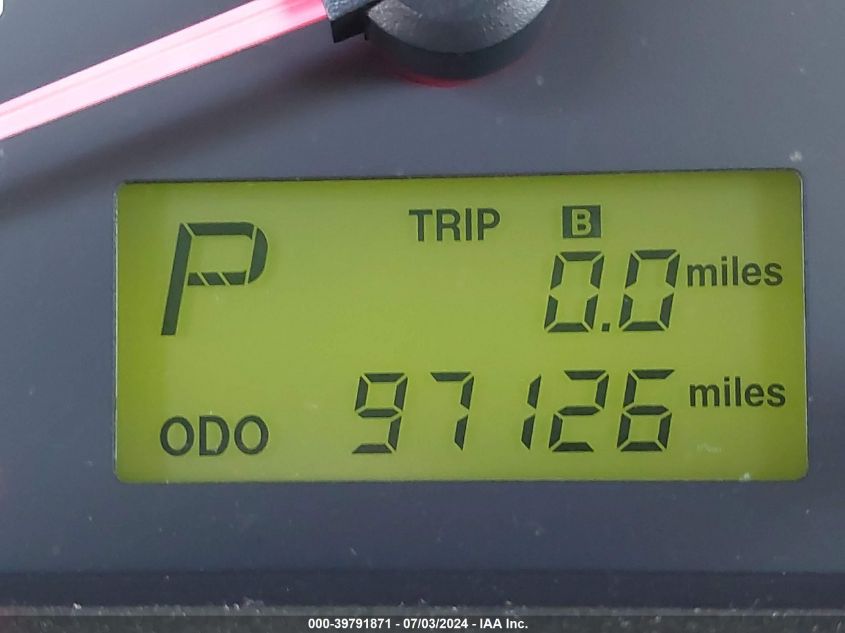 P TRIP B
0.0 miles
ODO 97126 miles
000-39791871 - 07/03/2024 - IAA Inc.